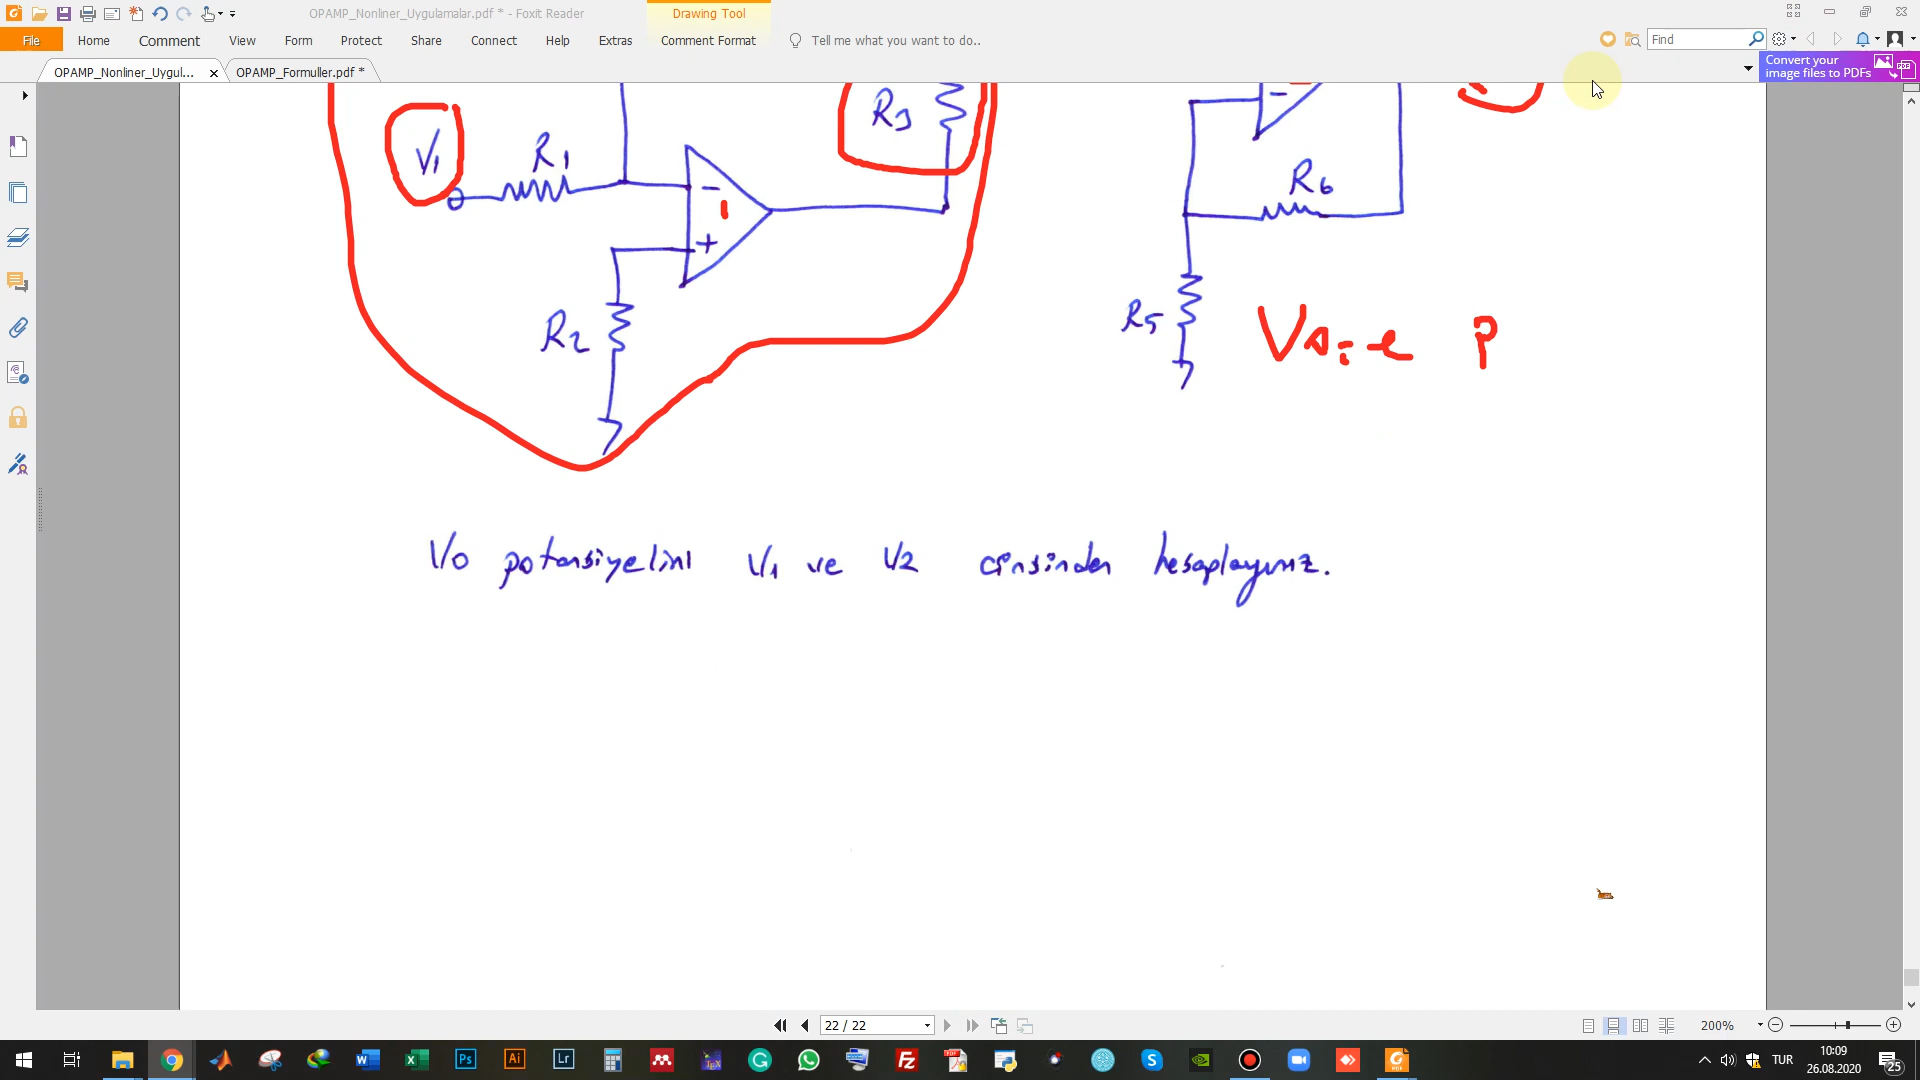 OPAMP_Nonliner_Uygulamalar.pdf * - Foxit Reader
Drawing Tool
File Home Comment View Form Protect Share Connect Help Extras Comment Format Tell me what you want to do.. Find
OPAMP_Nonliner_Uygul... OPAMP_Formuller.pdf *
Convert your
image files to PDFs
R3
V1 R1
-
-
1
+
R2
R6
R5
Vo potansiyelini V1 ve V2 cinsinden hesaplayınız.
22 / 22
200%
TUR
10:09
26.08.2020
25